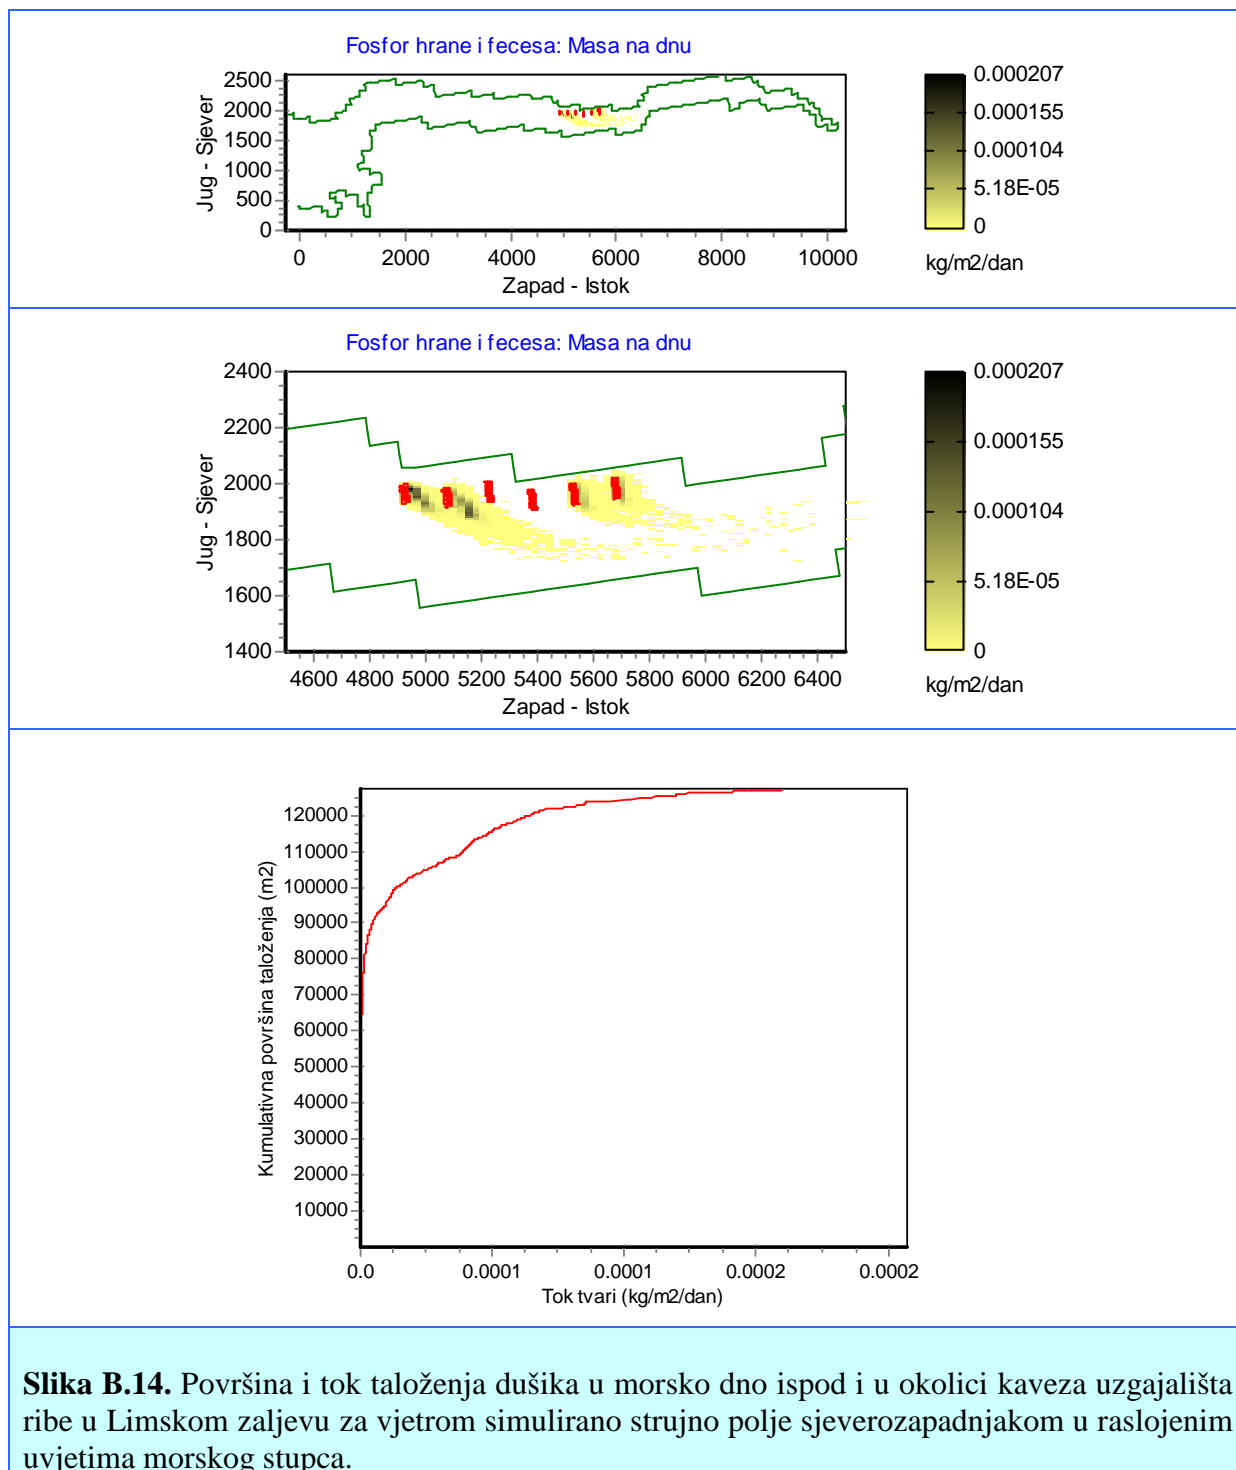 Fosfor hrane i fecesa: Masa na dnu
2500
2000
1500
1000
500
0
Jug - Sjever
0 2000 4000 6000 8000 10000
Zapad - Istok
0.000207
0.000155
0.000104
5.18E-05
0
kg/m2/dan
Fosfor hrane i fecesa: Masa na dnu
2400
2200
2000
1800
1600
1400
Jug - Sjever
4600 4800 5000 5200 5400 5600 5800 6000 6200 6400
Zapad - Istok
0.000207
0.000155
0.000104
5.18E-05
0
kg/m2/dan
120000
110000
100000
90000
80000
70000
60000
50000
40000
30000
20000
10000
Kumulativna površina taloženja (m2)
0.0 0.0001 0.0001 0.0002 0.0002
Tok tvari (kg/m2/dan)
Slika B.14. Površina i tok taloženja dušika u morsko dno ispod i u okolici kaveza uzgajališta
ribe u Limskom zaljevu za vjetrom simulirano strujno polje sjeverozapadnjakom u raslojenim
uvjetima morskog stupca.